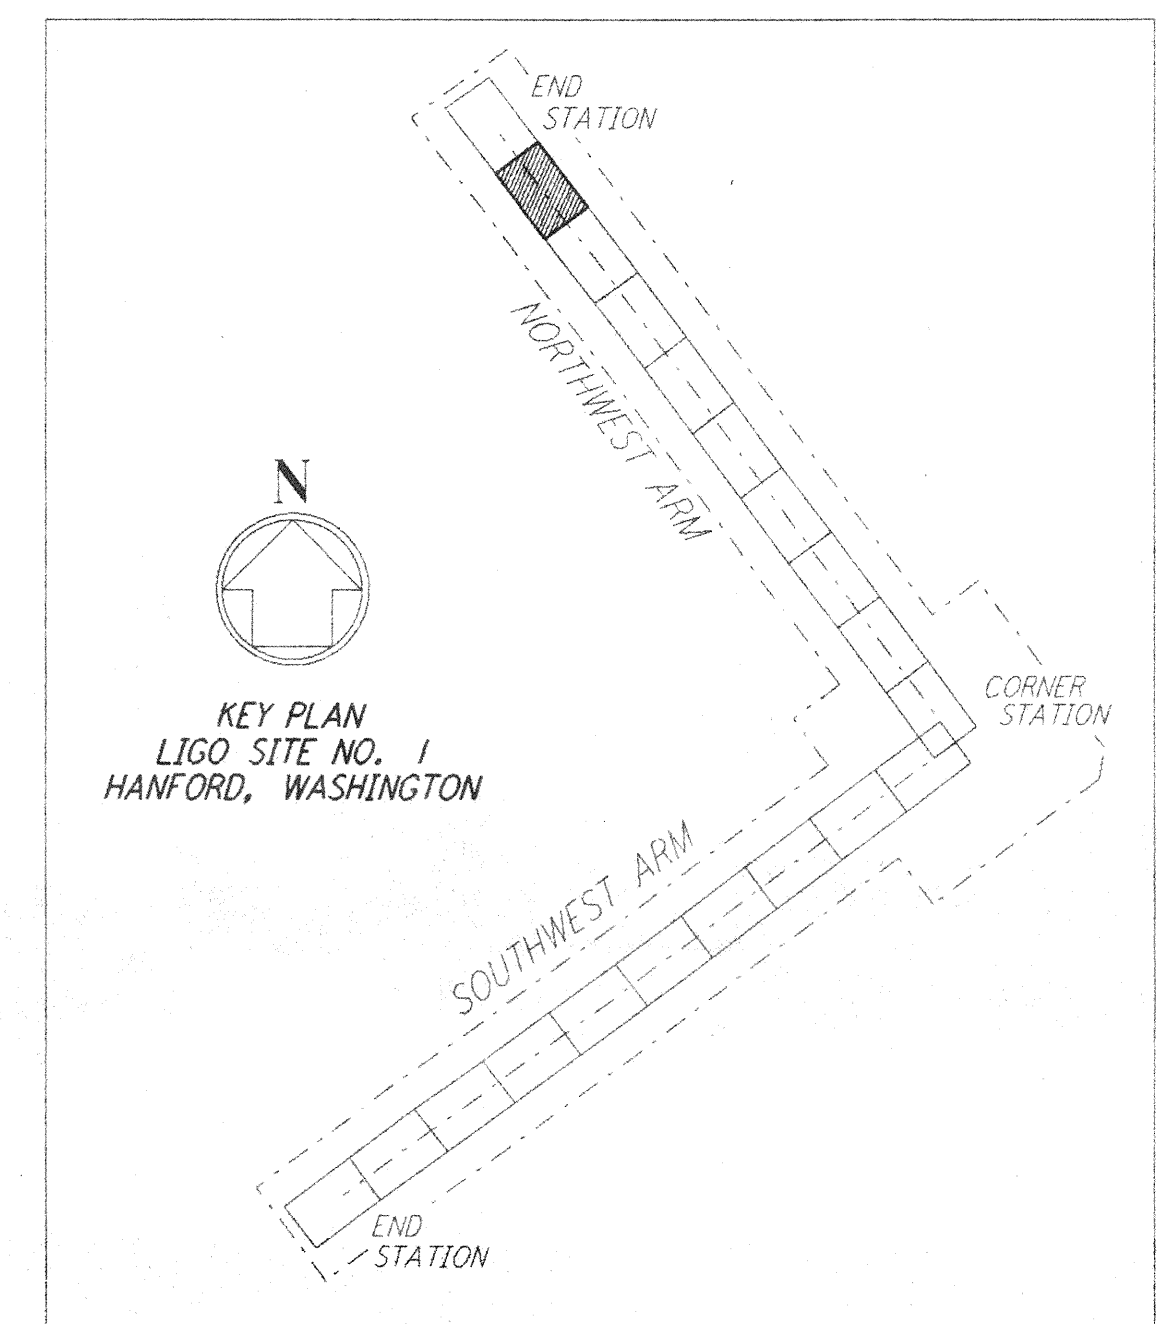 END
STATION
NORTHWEST ARM
N
CORNER
STATION
KEY PLAN
LIGO SITE NO. 1
HANFORD, WASHINGTON
SOUTHWEST ARM
END
STATION